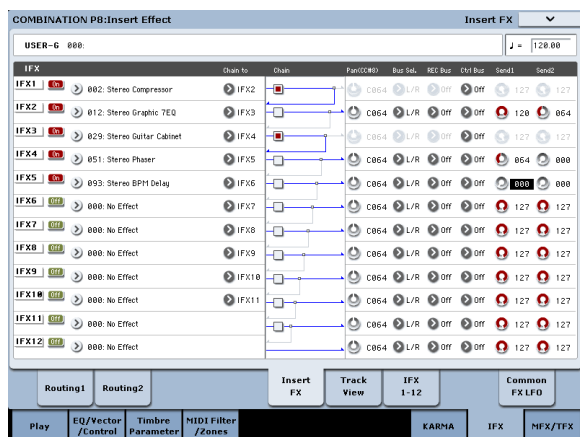 COMBINATION P8:Insert Effect Insert FX
USER-G 000: ♩= 120.00
IFX Chain to Chain Pan(CC#8) Bus Sel. REC Bus Ctrl Bus Send1 Send2
IFX1 On 002: Stereo Compressor IFX2 C064 L/R Off Off 127 127
IFX2 On 012: Stereo Graphic 7EQ IFX3 C064 L/R Off Off 120 064
IFX3 On 029: Stereo Guitar Cabinet IFX4 C064 L/R Off Off 127 127
IFX4 On 051: Stereo Phaser IFX5 C064 L/R Off Off 064 000
IFX5 On 093: Stereo BPM Delay IFX6 C064 L/R Off Off 000 000
IFX6 Off 000: No Effect IFX7 C064 L/R Off Off 127 127
IFX7 Off 000: No Effect IFX8 C064 L/R Off Off 127 127
IFX8 Off 000: No Effect IFX9 C064 L/R Off Off 127 127
IFX9 Off 000: No Effect IFX10 C064 L/R Off Off 127 127
IFX10 Off 000: No Effect IFX11 C064 L/R Off Off 127 127
IFX11 Off 000: No Effect C064 L/R Off Off 127 127
IFX12 Off 000: No Effect C064 L/R Off Off 127 127
Routing1 Routing2 Insert FX Track View IFX 1-12 Common FX LFO
Play EQ/Vector /Control Timbre Parameter MIDI Filter /Zones KARMA IFX MFX/TFX